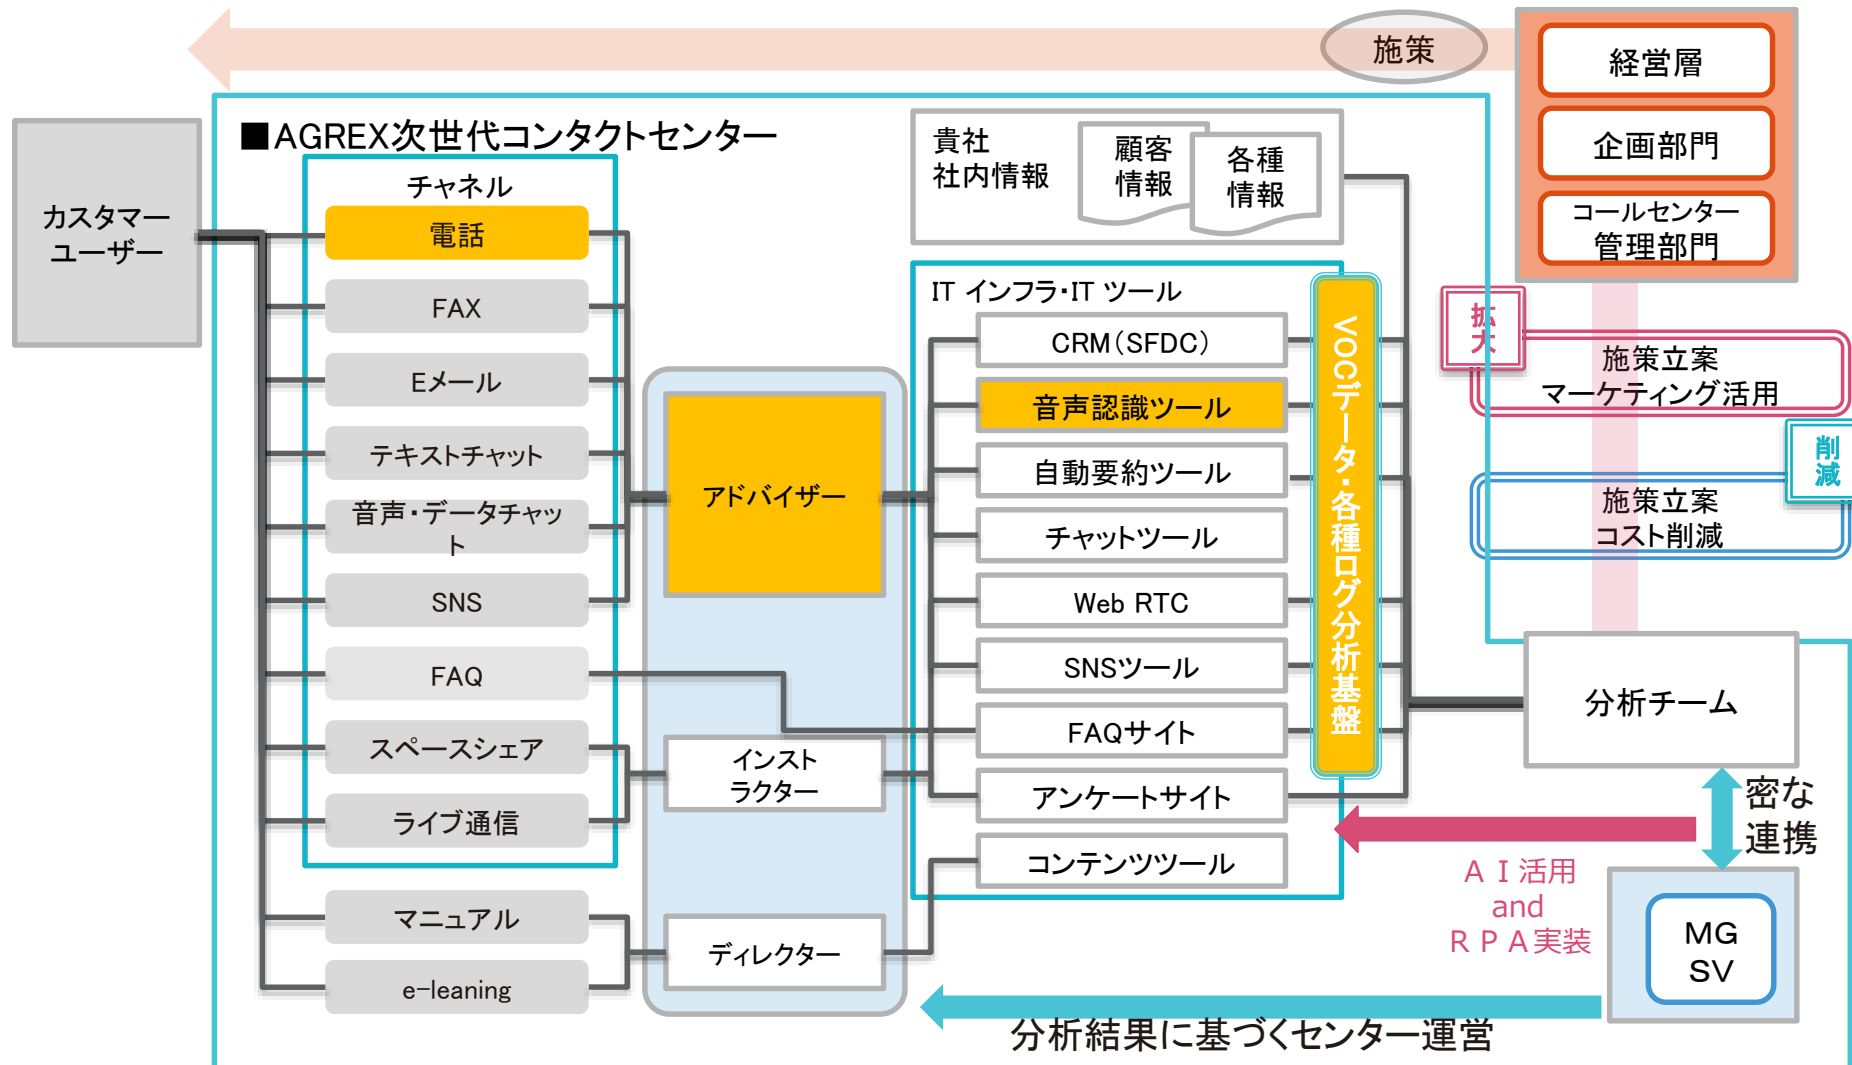 施策
経営層
企画部門
コールセンター
管理部門
■AGREX次世代コンタクトセンター
カスタマー
ユーザー
チャネル
電話
FAX
Eメール
テキストチャット
音声・データチャッ
ト
SNS
FAQ
スペースシェア
ライブ通信
マニュアル
e-leaning
アドバイザー
インスト
ラクター
ディレクター
貴社
社内情報
顧客
情報
各種
情報
IT インフラ・IT ツール
CRM（SFDC）
音声認識ツール
自動要約ツール
チャットツール
Web RTC
SNSツール
FAQサイト
アンケートサイト
コンテンツツール
VOCデータ・各種ログ分析基盤
拡大
施策立案
マーケティング活用
削減
施策立案
コスト削減
分析チーム
密な
連携
ＡＩ活用
and
ＲＰＡ実装
ＭＧ
ＳＶ
分析結果に基づくセンター運営